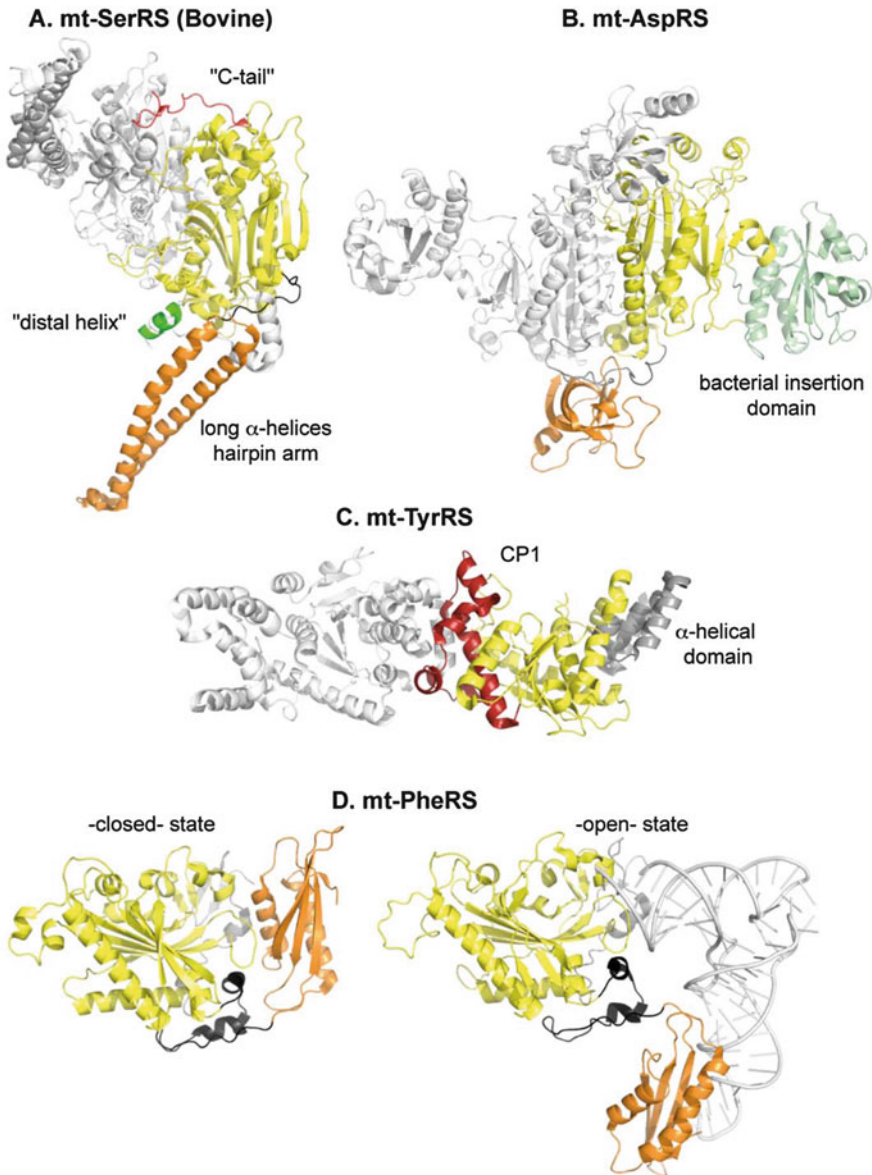 A. mt-SerRS (Bovine)
B. mt-AspRS
"C-tail"
"distal helix"
long α-helices
hairpin arm
bacterial insertion
domain
C. mt-TyrRS
CP1
α-helical
domain
D. mt-PheRS
-closed- state
-open- state